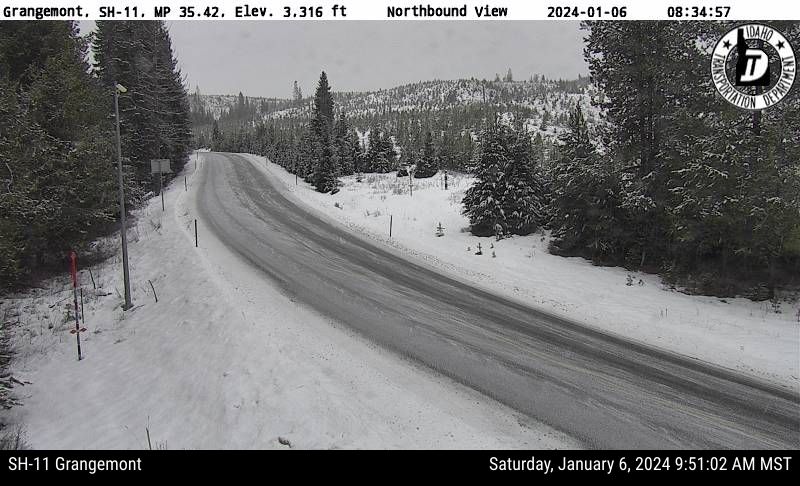 Grangemont, SH-11, MP 35.42, Elev. 3,316 ft Northbound View 2024-01-06 08:34:57
IDAHO
TRANSPORTATION DEPARTMENT
SH-11 Grangemont Saturday, January 6, 2024 9:51:02 AM MST